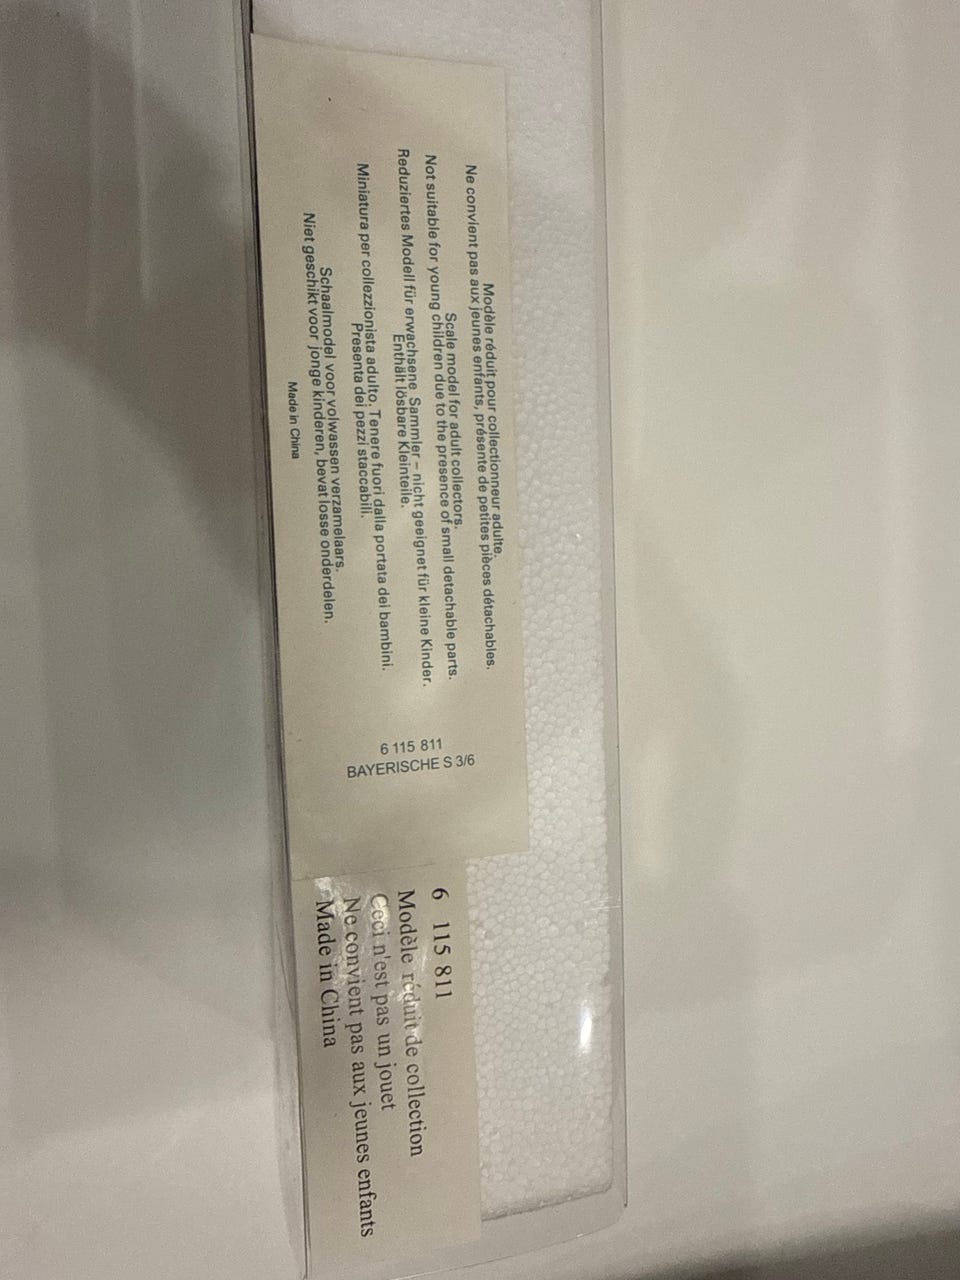 Modèle réduit pour collectionneur adulte.
Ne convient pas aux jeunes enfants, présente de petites pièces détachables.
Scale model for adult collectors.
Not suitable for young children due to the presence of small detachable parts.
Reduziertes Modell für erwachsene Sammler – nicht geeignet für kleine Kinder.
Enthält lösbare Kleinteile.
Miniatura per collezzionista adulto. Tenere fuori dalla portata dei bambini.
Presenta dei pezzi staccabili.
Schaalmodel voor volwassen verzamelaars.
Niet geschikt voor jonge kinderen, bevat losse onderdelen.
Made in China
6 115 811
BAYERISCHE S 3/6
6 115 811
Modèle réduit de collection
Ceci n'est pas un jouet
Ne convient pas aux jeunes enfants
Made in China